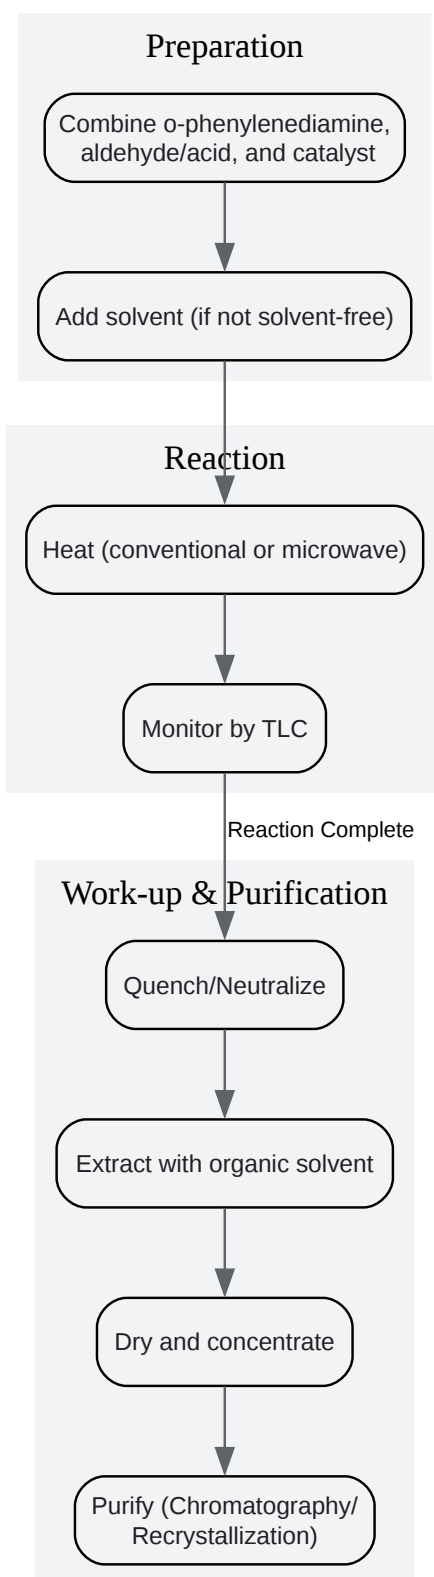 Preparation
Combine o-phenylenediamine,
aldehyde/acid, and catalyst
Add solvent (if not solvent-free)
Reaction
Heat (conventional or microwave)
Monitor by TLC
Reaction Complete
Work-up & Purification
Quench/Neutralize
Extract with organic solvent
Dry and concentrate
Purify (Chromatography/
Recrystallization)